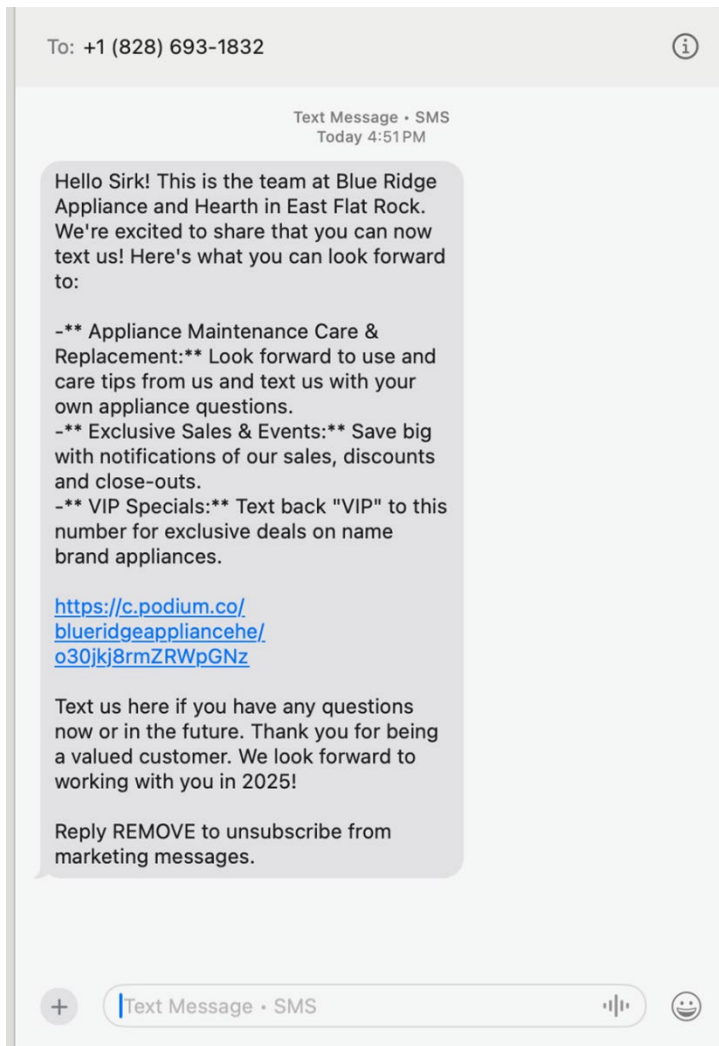 To: +1 (828) 693-1832
Text Message • SMS
Today 4:51 PM
Hello Sirk! This is the team at Blue Ridge
Appliance and Hearth in East Flat Rock.
We're excited to share that you can now
text us! Here's what you can look forward
to:
-** Appliance Maintenance Care &
Replacement:** Look forward to use and
care tips from us and text us with your
own appliance questions.
-** Exclusive Sales & Events:** Save big
with notifications of our sales, discounts
and close-outs.
-** VIP Specials:** Text back "VIP" to this
number for exclusive deals on name
brand appliances.
https://c.podium.co/
blueridgeappliancehe/
o30jkj8rmZRWpGNz
Text us here if you have any questions
now or in the future. Thank you for being
a valued customer. We look forward to
working with you in 2025!
Reply REMOVE to unsubscribe from
marketing messages.
Text Message • SMS